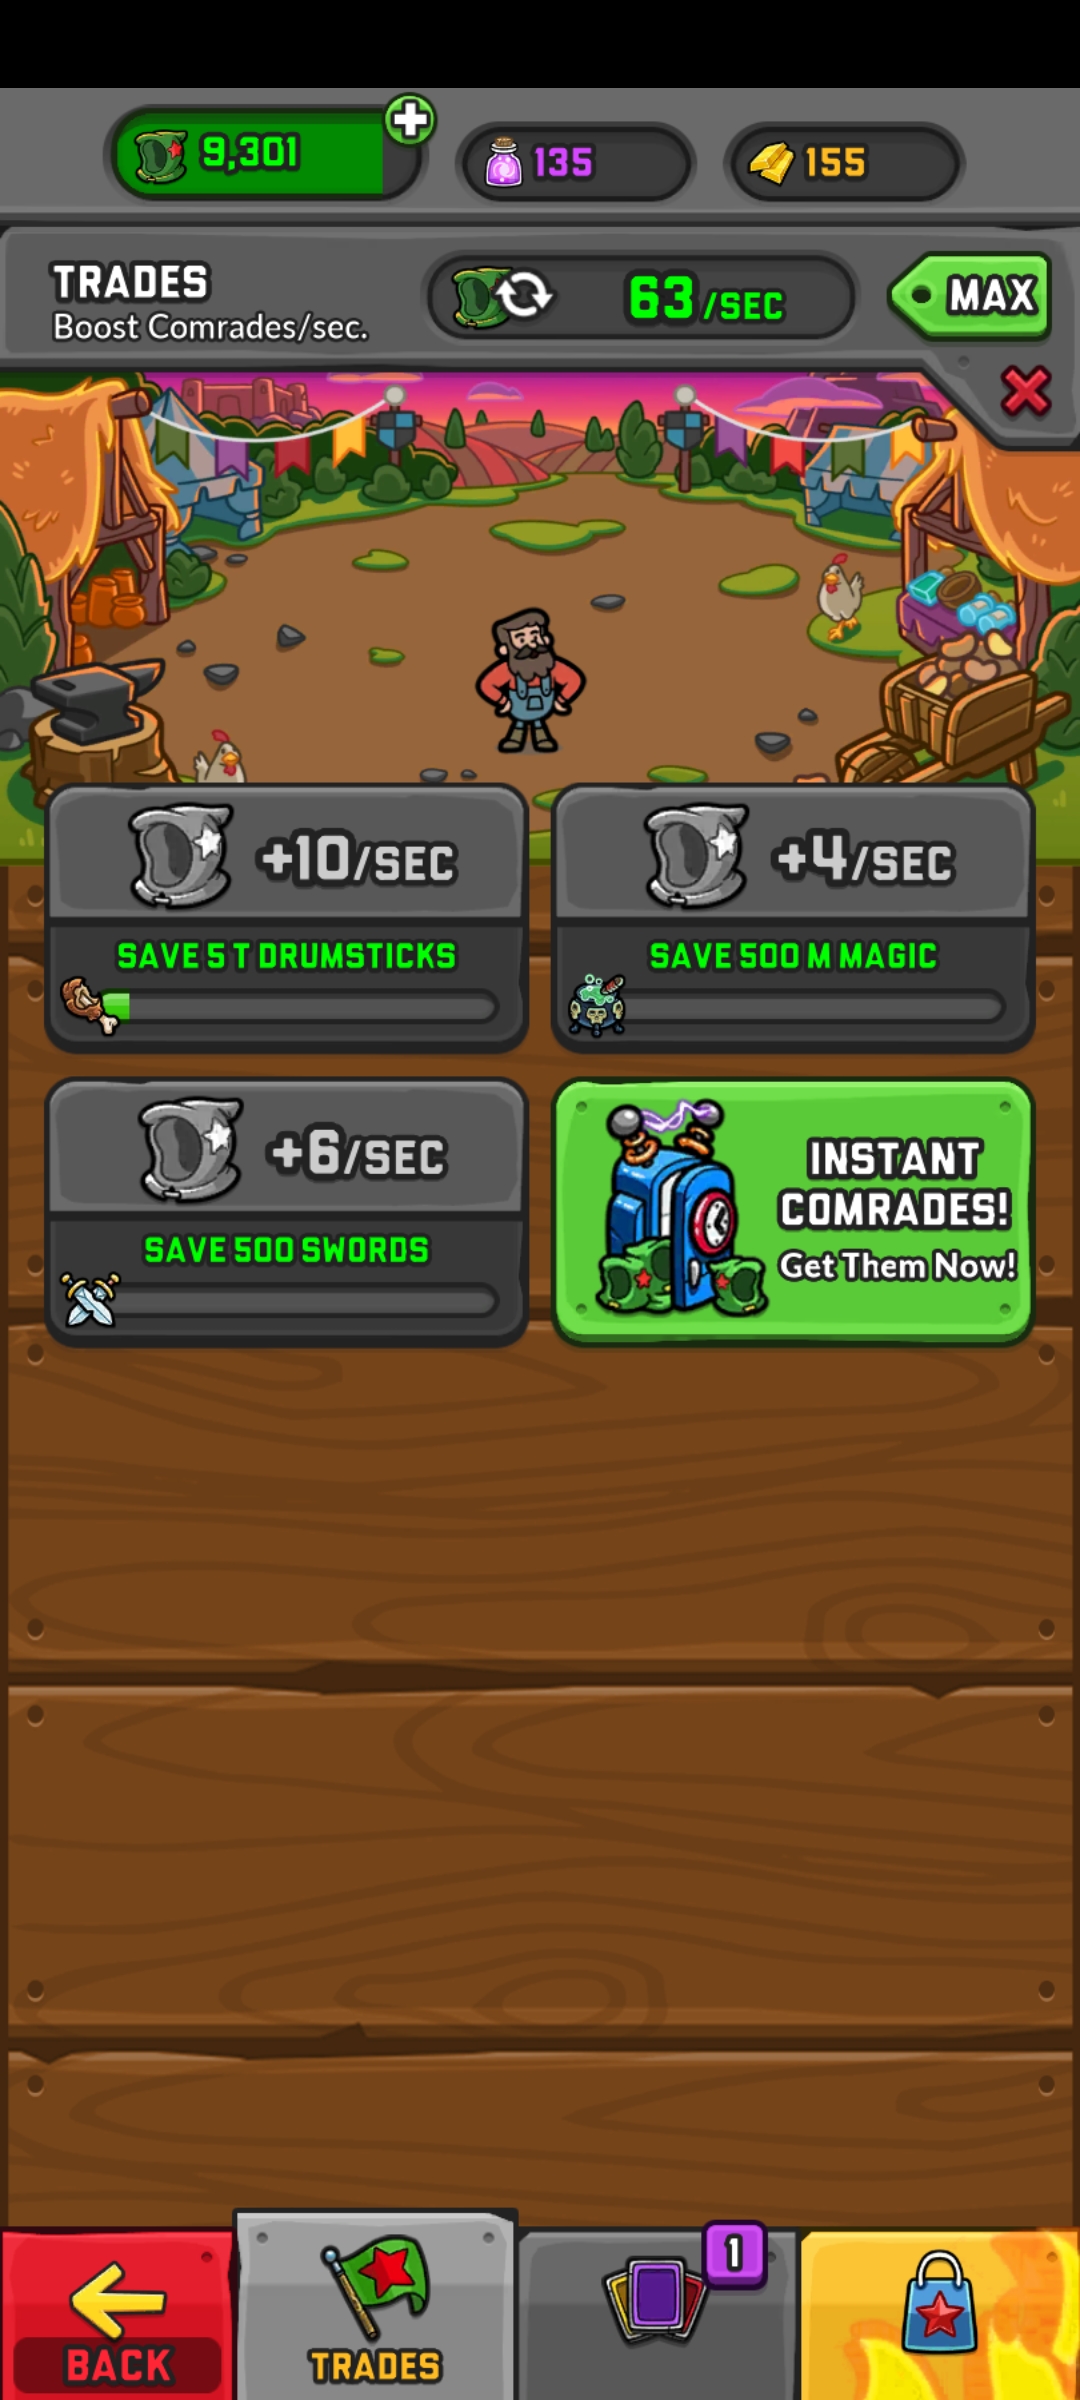 9,301
135
155
TRADES
Boost Comrades/sec.
63/SEC
MAX
+10/SEC
SAVE 5 T DRUMSTICKS
+4/SEC
SAVE 500 M MAGIC
+6/SEC
SAVE 500 SWORDS
INSTANT
COMRADES!
Get Them Now!
1
BACK
TRADES